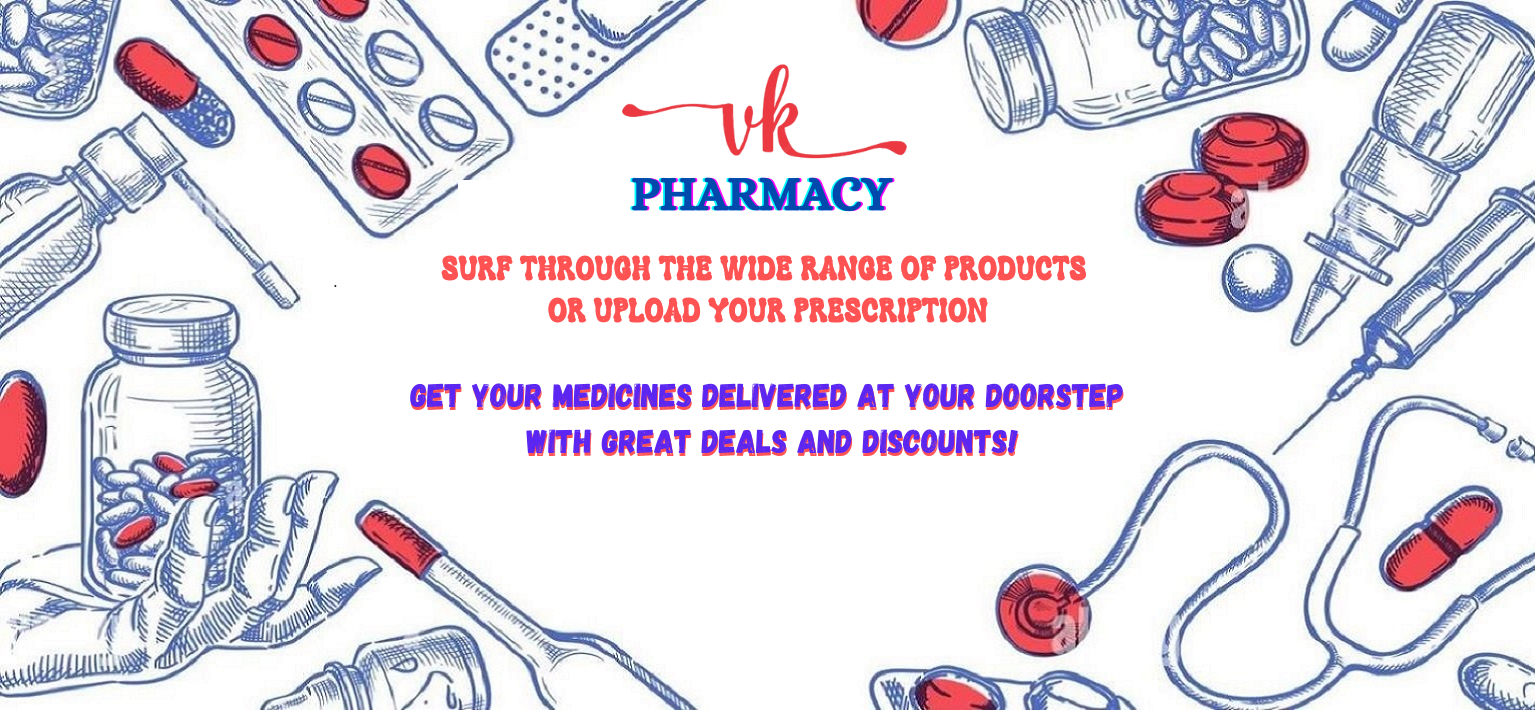 vk
PHARMACY
SURF THROUGH THE WIDE RANGE OF PRODUCTS
OR UPLOAD YOUR PRESCRIPTION
GET YOUR MEDICINES DELIVERED AT YOUR DOORSTEP
WITH GREAT DEALS AND DISCOUNTS!